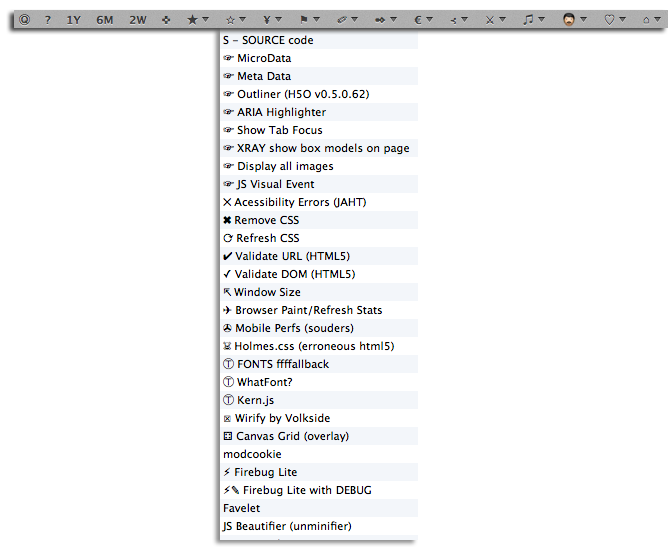 ? 1Y 6M 2W ✤ ★▼ ☆▼ ¥▼ ⚑▼ ✐▼ ➵▼ €▼ ⊰▼ ⚔▼ 🎵▼ ▼ ♡▼ ⌂▼
S - SOURCE code
☞ MicroData
☞ Meta Data
☞ Outliner (H5O v0.5.0.62)
☞ ARIA Highlighter
☞ Show Tab Focus
☞ XRAY show box models on page
☞ Display all images
☞ JS Visual Event
✕ Acessibility Errors (JAHT)
✖ Remove CSS
⟳ Refresh CSS
✔ Validate URL (HTML5)
✓ Validate DOM (HTML5)
⇱ Window Size
✈ Browser Paint/Refresh Stats
✇ Mobile Perfs (souders)
☠ Holmes.css (erroneous html5)
Ⓣ FONTS ffffallback
Ⓣ WhatFont?
Ⓣ Kern.js
☒ Wirify by Volkside
⚃ Canvas Grid (overlay)
modcookie
⚡ Firebug Lite
⚡✎ Firebug Lite with DEBUG
Favelet
JS Beautifier (unminifier)